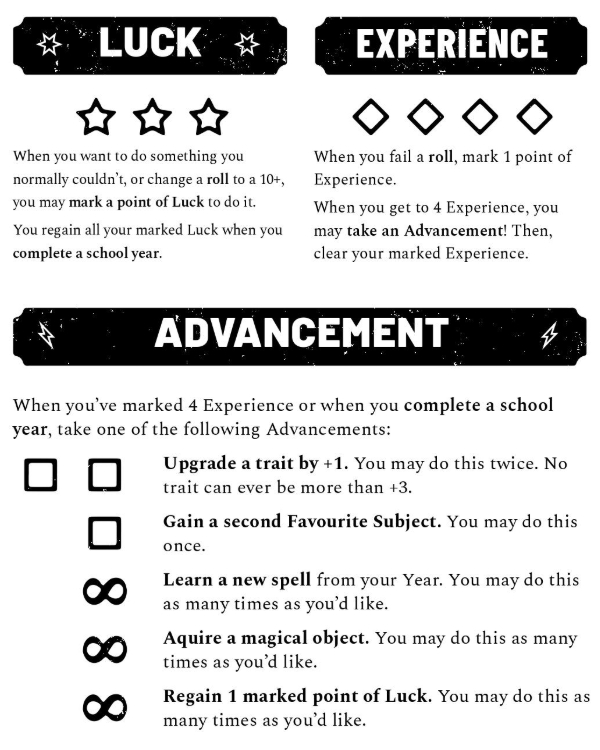 LUCK
When you want to do something you
normally couldn't, or change a roll to a 10+,
you may mark a point of Luck to do it.
You regain all your marked Luck when you
complete a school year.
EXPERIENCE
When you fail a roll, mark 1 point of
Experience.
When you get to 4 Experience, you
may take an Advancement! Then,
clear your marked Experience.
ADVANCEMENT
When you've marked 4 Experience or when you complete a school
year, take one of the following Advancements:
Upgrade a trait by +1. You may do this twice. No
trait can ever be more than +3.
Gain a second Favourite Subject. You may do this
once.
Learn a new spell from your Year. You may do this
as many times as you'd like.
Aquire a magical object. You may do this as many
times as you'd like.
Regain 1 marked point of Luck. You may do this as
many times as you'd like.